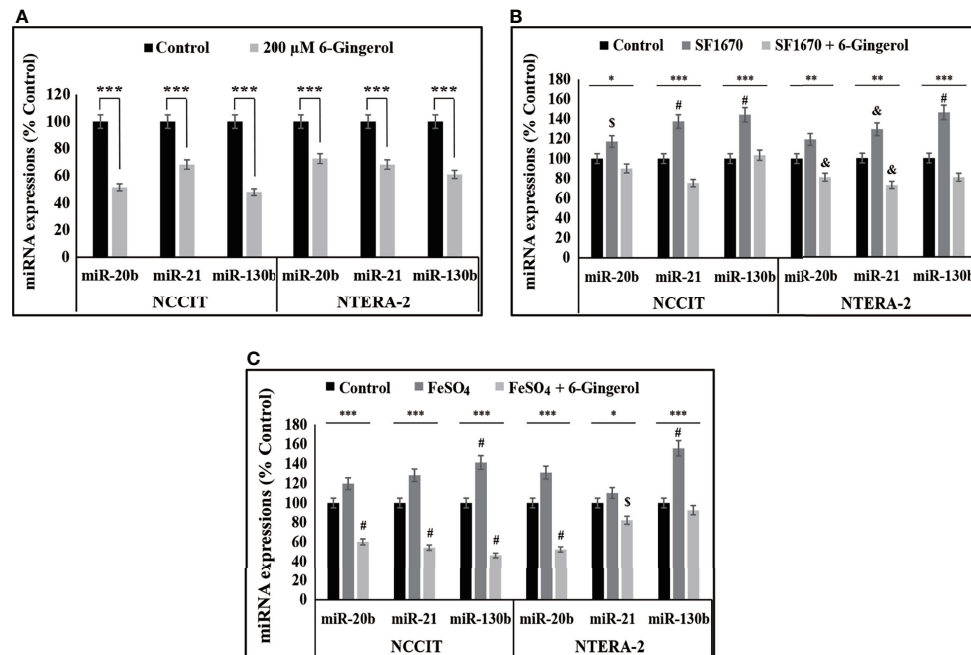 A
Control 200 µM 6-Gingerol
*** *** *** *** *** ***
miRNA expressions (% Control)
120
100
80
60
40
20
0
miR-20b miR-21 miR-130b miR-20b miR-21 miR-130b
NCCIT NTERA-2
B
Control SF1670 SF1670 + 6-Gingerol
* *** *** ** ** ***
$ # # & & & #
miRNA expressions (% Control)
180
160
140
120
100
80
60
40
20
0
miR-20b miR-21 miR-130b miR-20b miR-21 miR-130b
NCCIT NTERA-2
C
Control FeSO₄ FeSO₄ + 6-Gingerol
*** *** *** *** * ***
# # # # # $ #
miRNA expressions (% Control)
180
160
140
120
100
80
60
40
20
0
miR-20b miR-21 miR-130b miR-20b miR-21 miR-130b
NCCIT NTERA-2